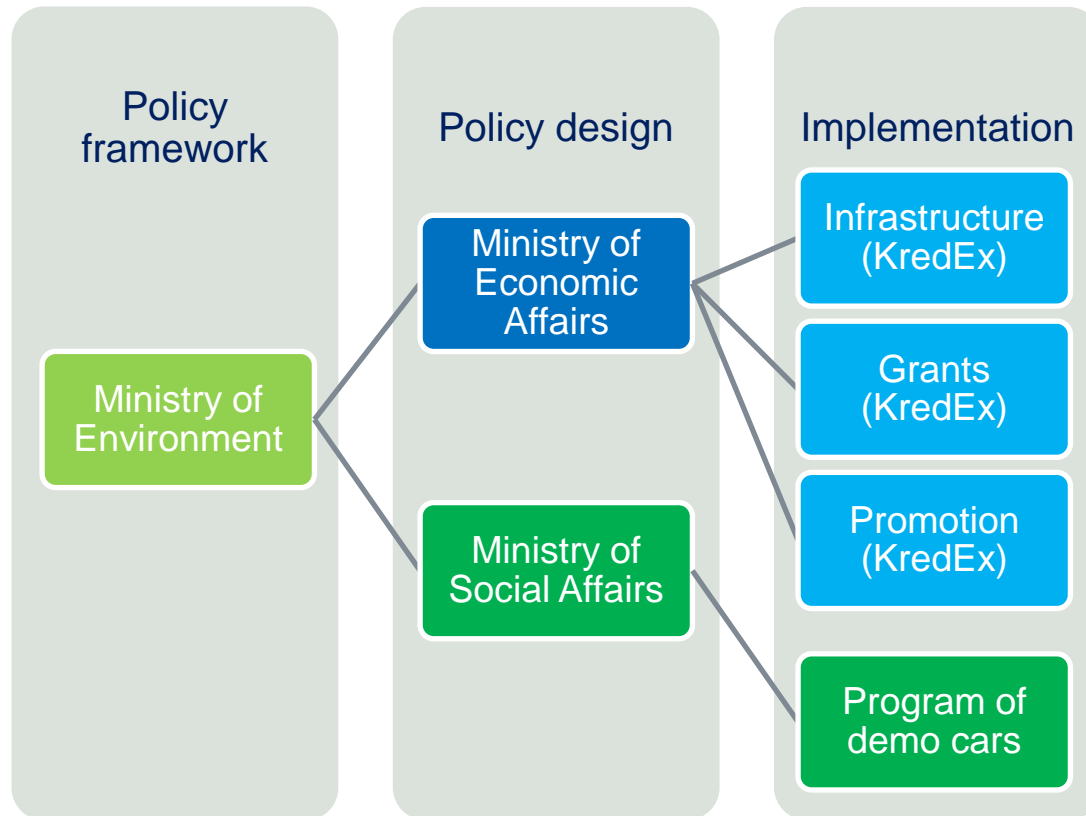 Policy
framework
Ministry of
Environment
Policy design
Ministry of
Economic
Affairs
Ministry of
Social Affairs
Implementation
Infrastructure
(KredEx)
Grants
(KredEx)
Promotion
(KredEx)
Program of
demo cars